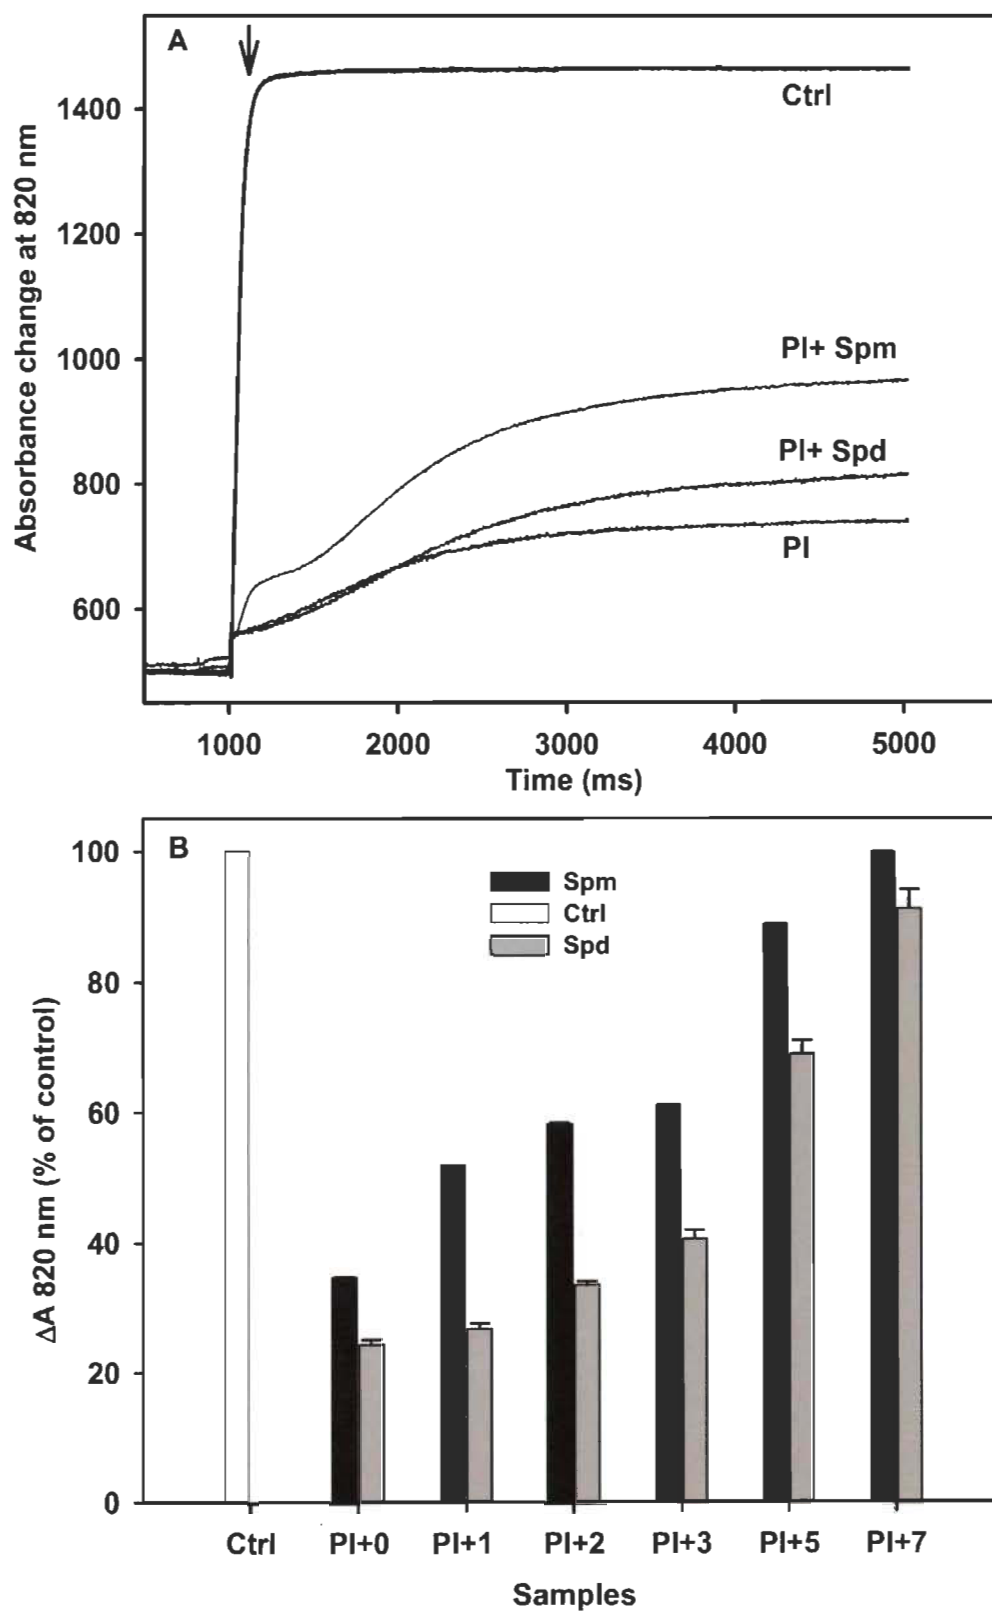 A
Absorbance change at 820 nm
1400
1200
1000
800
600
Ctrl
PI+ Spm
PI+ Spd
PI
1000 2000 3000 4000 5000
Time (ms)
B
ΔA 820 nm (% of control)
100
80
60
40
20
0
Spm
Ctrl
Spd
Ctrl PI+0 PI+1 PI+2 PI+3 PI+5 PI+7
Samples